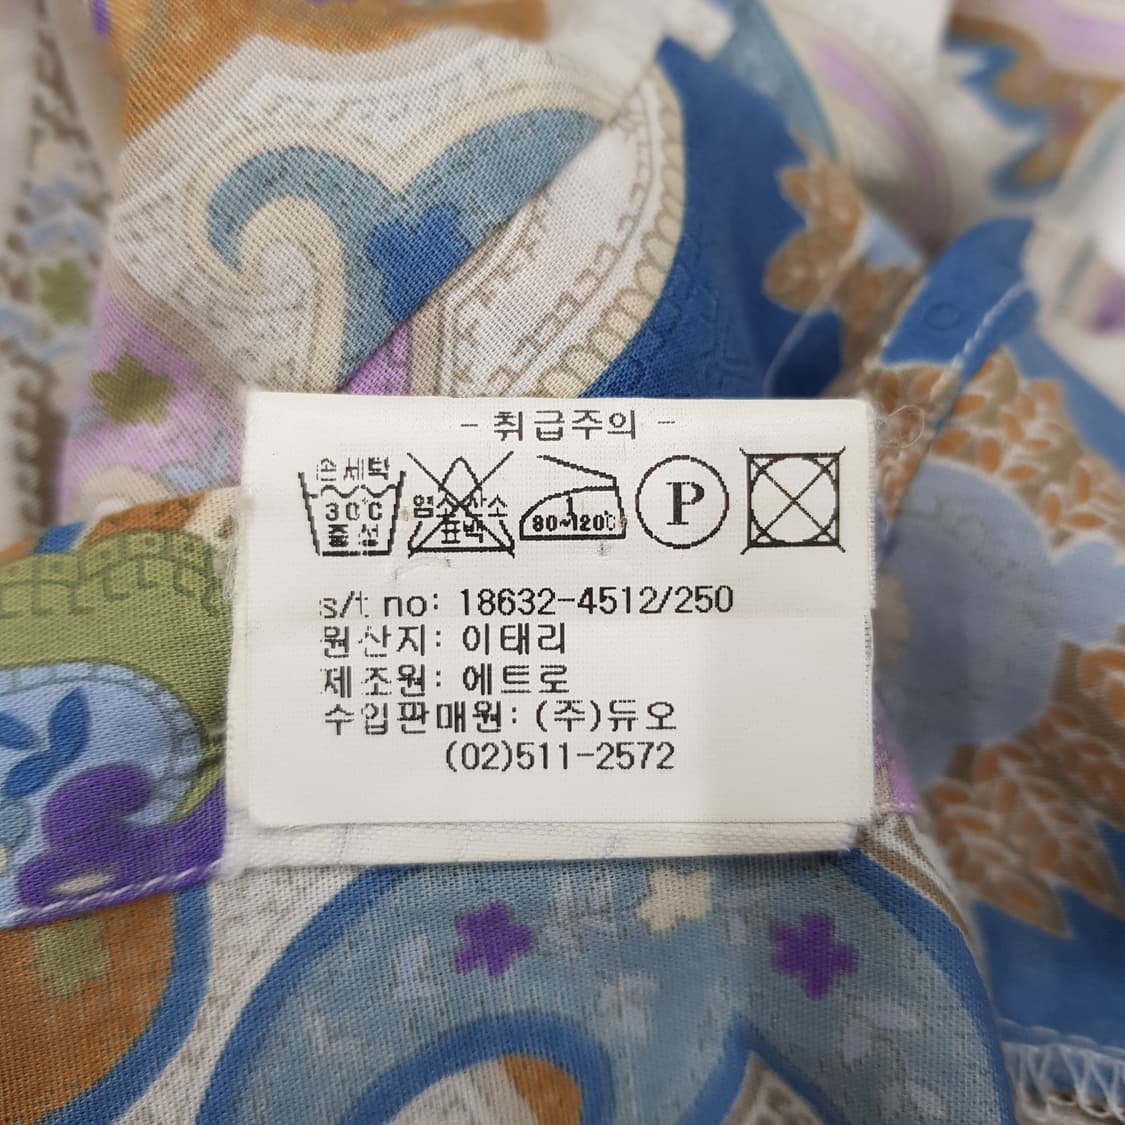 - 취급주의 -
손세탁
30℃
중성
염소산소
표백
80~120℃
P
s/t no: 18632-4512/250
원산지: 이태리
제조원: 에트로
수입판매원: (주)듀오
(02)511-2572